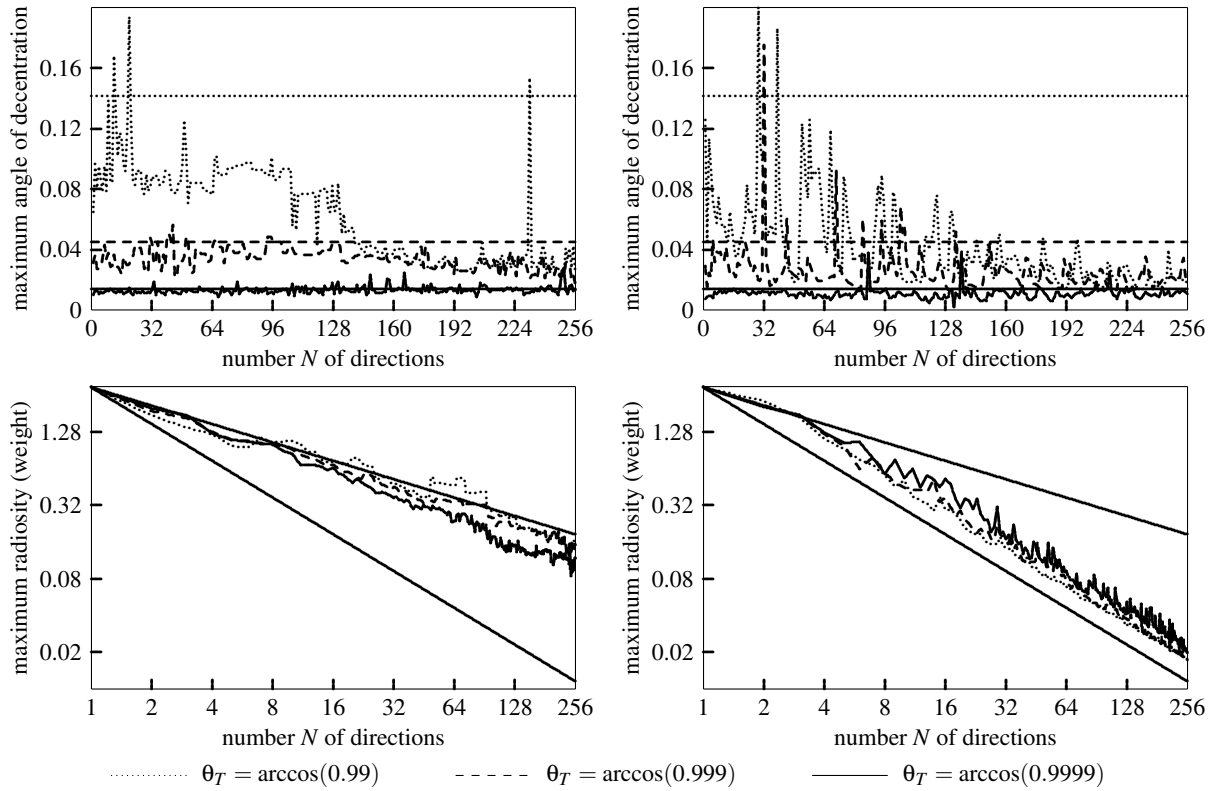 maximum angle of decentration
0.16
0.12
0.08
0.04
0
0 32 64 96 128 160 192 224 256
number N of directions
maximum angle of decentration
0.16
0.12
0.08
0.04
0
0 32 64 96 128 160 192 224 256
number N of directions
maximum radiosity (weight)
1.28
0.32
0.08
0.02
1 2 4 8 16 32 64 128 256
number N of directions
maximum radiosity (weight)
1.28
0.32
0.08
0.02
1 2 4 8 16 32 64 128 256
number N of directions
θT = arccos(0.99) θT = arccos(0.999) θT = arccos(0.9999)